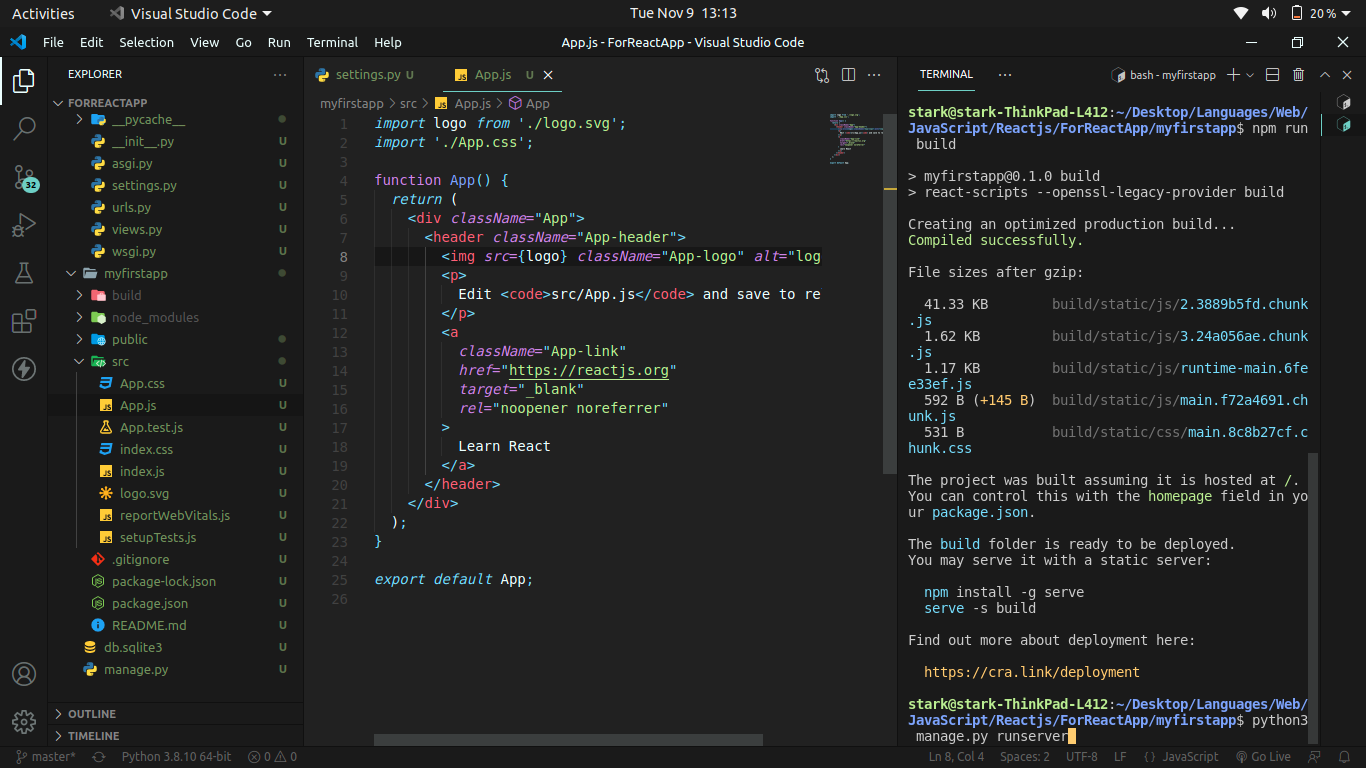 Activities
Visual Studio Code
Tue Nov 9 13:13
20 %
File Edit Selection View Go Run Terminal Help
App.js - ForReactApp - Visual Studio Code
EXPLORER
FORREACTAPP
__pycache__
__init__.py U
asgi.py U
settings.py U
urls.py U
views.py U
wsgi.py U
myfirstapp
build
node_modules
public
src
App.css U
App.js U
App.test.js U
index.css U
index.js U
logo.svg U
reportWebVitals.js U
setupTests.js U
.gitignore U
package-lock.json U
package.json U
README.md U
db.sqlite3 U
manage.py U
OUTLINE
TIMELINE
32
settings.py U
App.js U
myfirstapp > src > App.js > App
1 import logo from './logo.svg';
2 import './App.css';
3
4 function App() {
5 return (
6 <div className="App">
7 <header className="App-header">
8 <img src={logo} className="App-logo" alt="log
9 <p>
10 Edit <code>src/App.js</code> and save to re
11 </p>
12 <a
13 className="App-link"
14 href="https://reactjs.org"
15 target="_blank"
16 rel="noopener noreferrer"
17 >
18 Learn React
19 </a>
20 </header>
21 </div>
22 );
23 }
24
25 export default App;
26
TERMINAL
bash - myfirstapp
stark@stark-ThinkPad-L412:~/Desktop/Languages/Web/
JavaScript/Reactjs/ForReactApp/myfirstapp$ npm run
build
> myfirstapp@0.1.0 build
> react-scripts --openssl-legacy-provider build
Creating an optimized production build...
Compiled successfully.
File sizes after gzip:
41.33 KB build/static/js/2.3889b5fd.chunk
.js
1.62 KB build/static/js/3.24a056ae.chunk
.js
1.17 KB build/static/js/runtime-main.6fe
e33ef.js
592 B (+145 B) build/static/js/main.f72a4691.ch
unk.js
531 B build/static/css/main.8c8b27cf.c
hunk.css
The project was built assuming it is hosted at /.
You can control this with the homepage field in yo
ur package.json.
The build folder is ready to be deployed.
You may serve it with a static server:
npm install -g serve
serve -s build
Find out more about deployment here:
https://cra.link/deployment
stark@stark-ThinkPad-L412:~/Desktop/Languages/Web/
JavaScript/Reactjs/ForReactApp/myfirstapp$ python3
manage.py runserver
master*
Python 3.8.10 64-bit
0 0
Ln 8, Col 4
Spaces: 2
UTF-8
LF
{ } JavaScript
Go Live